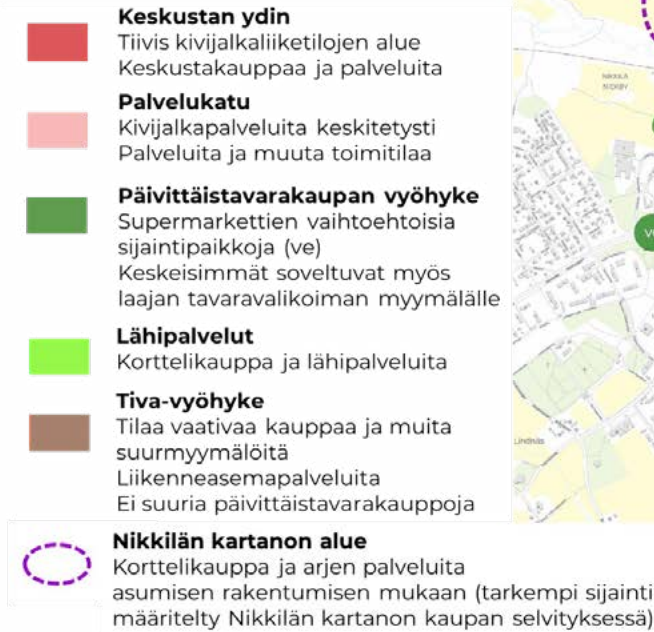 Keskustan ydin
Tiivis kivijalkaliiketilojen alue
Keskustakauppaa ja palveluita
Palvelukatu
Kivijalkapalveluita keskitetysti
Palveluita ja muuta toimitilaa
Päivittäistavarakaupan vyöhyke
Supermarkettien vaihtoehtoisia
sijaintipaikkoja (ve)
Keskeisimmät soveltuvat myös
laajan tavaravalikoiman myymälälle
Lähipalvelut
Korttelikauppa ja lähipalveluita
Tiva-vyöhyke
Tilaa vaativaa kauppaa ja muita
suurmyymälöitä
Liikenneasemapalveluita
Ei suuria päivittäistavarakauppoja
Nikkilän kartanon alue
Korttelikauppa ja arjen palveluita
asumisen rakentumisen mukaan (tarkempi sijainti
määritelty Nikkilän kartanon kaupan selvityksessä)
NIKKILÄ